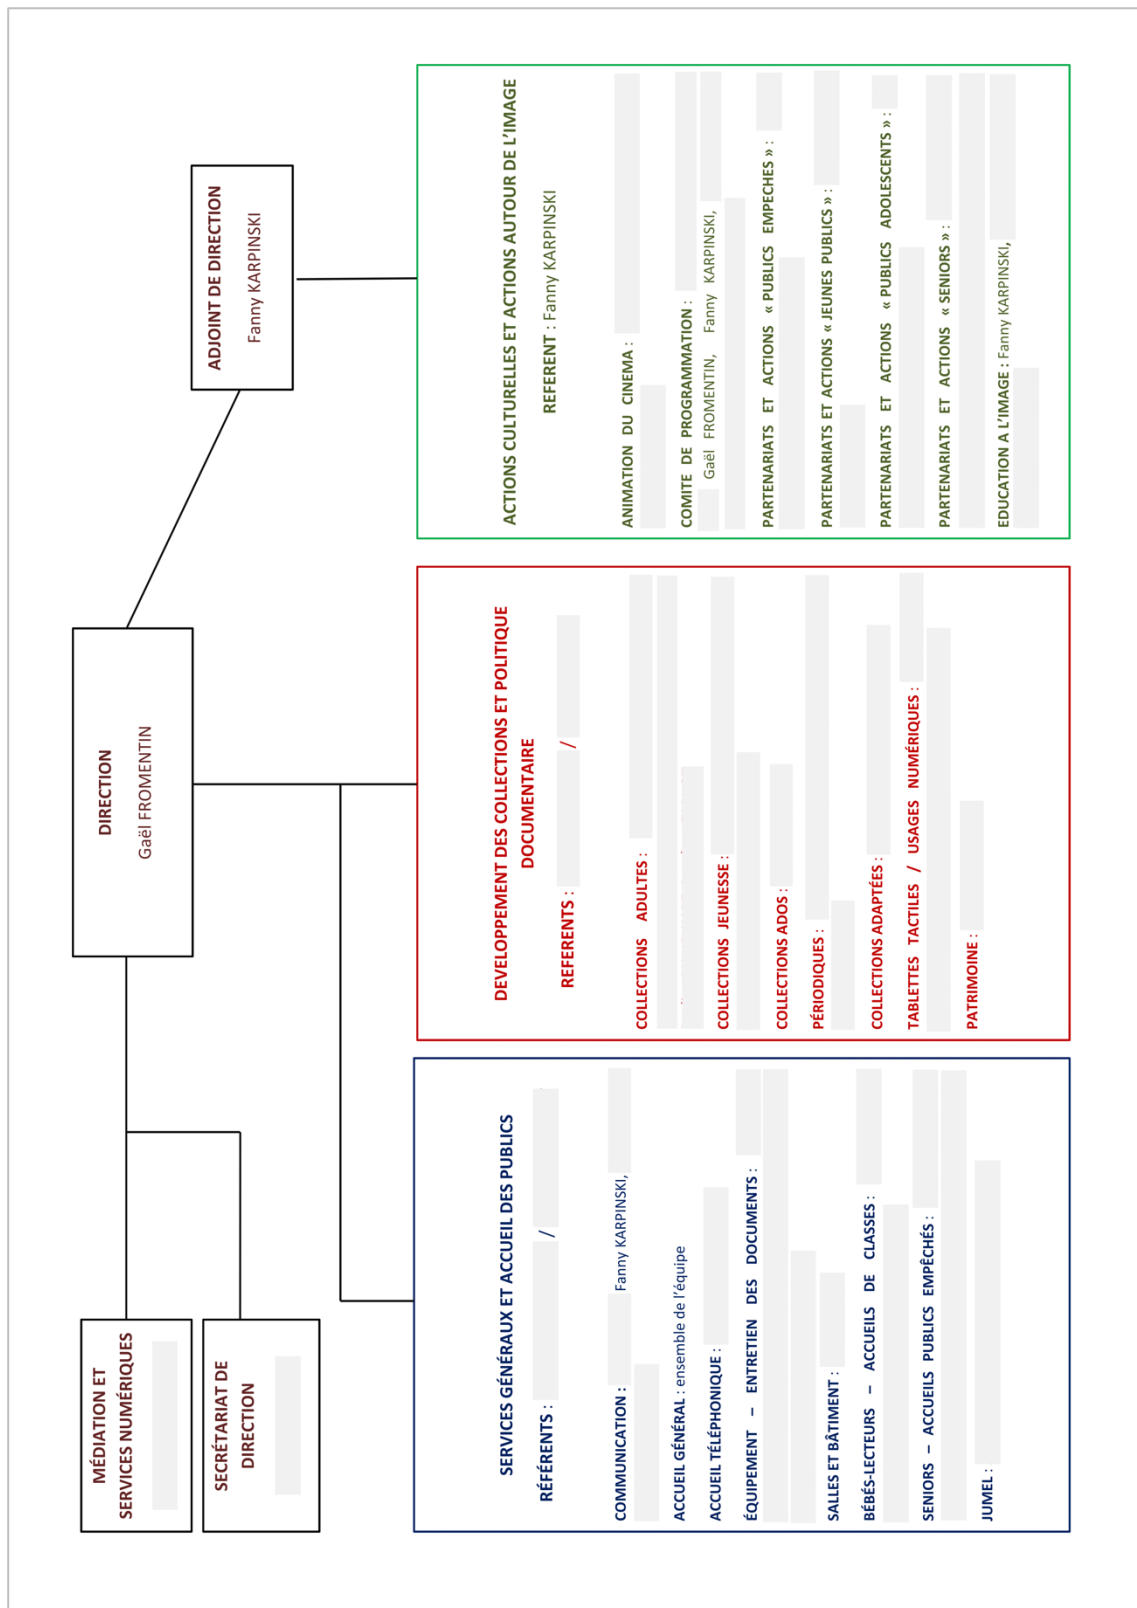 MÉDIATION ET
SERVICES NUMÉRIQUES
SECRÉTARIAT DE
DIRECTION
DIRECTION
Gaël FROMENTIN
ADJOINT DE DIRECTION
Fanny KARPINSKI
SERVICES GÉNÉRAUX ET ACCUEIL DES PUBLICS
RÉFÉRENTS : /
COMMUNICATION : Fanny KARPINSKI,
ACCUEIL GÉNÉRAL : ensemble de l’équipe
ACCUEIL TÉLÉPHONIQUE :
ÉQUIPEMENT – ENTRETIEN DES DOCUMENTS :
SALLES ET BÂTIMENT :
BÉBÉS-LECTEURS – ACCUEILS DE CLASSES :
SENIORS – ACCUEILS PUBLICS EMPÊCHÉS :
JUMEL :
DEVELOPPEMENT DES COLLECTIONS ET POLITIQUE
DOCUMENTAIRE
REFERENTS : /
COLLECTIONS ADULTES :
COLLECTIONS JEUNESSE :
COLLECTIONS ADOS :
PÉRIODIQUES :
COLLECTIONS ADAPTÉES :
TABLETTES TACTILES / USAGES NUMÉRIQUES :
PATRIMOINE :
ACTIONS CULTURELLES ET ACTIONS AUTOUR DE L’IMAGE
REFERENT : Fanny KARPINSKI
ANIMATION DU CINEMA :
COMITE DE PROGRAMMATION :
Gaël FROMENTIN, Fanny KARPINSKI,
PARTENARIATS ET ACTIONS « PUBLICS EMPECHES » :
PARTENARIATS ET ACTIONS « JEUNES PUBLICS » :
PARTENARIATS ET ACTIONS « PUBLICS ADOLESCENTS » :
PARTENARIATS ET ACTIONS « SENIORS » :
EDUCATION A L’IMAGE : Fanny KARPINSKI,